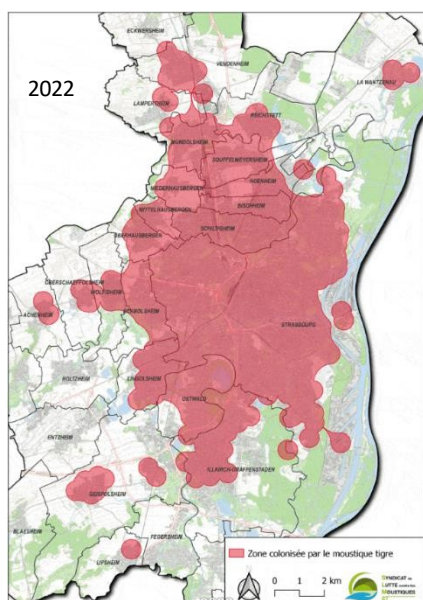 ECKWERSHEIM
VENDENHEIM
2022
LA WANTZENAU
LAMPERTHEIM
REICHSTETT
MUNDOLSHEIM
SOUFFELWEYERSHEIM
HOENHEIM
NIEDERHAUSBERGEN
BISCHHEIM
MITTELHAUSBERGEN
SCHILTIGHEIM
OBERHAUSBERGEN
OBERSCHAEFFOLSHEIM
WOLFISHEIM
ACHENHEIM
ECKBOLSHEIM
STRASBOURG
HOLTZHEIM
LINGOLSHEIM
OSTWALD
ENTZHEIM
ILLKIRCH-GRAFFENSTADEN
GEISPOLSHEIM
BLAESHEIM
FEGERSHEIM
LIPSHEIM
Zone colonisée par le moustique tigre
0 1 2 km
SYNDICAT de
LUTTE contre les
MOUSTIQUES
67